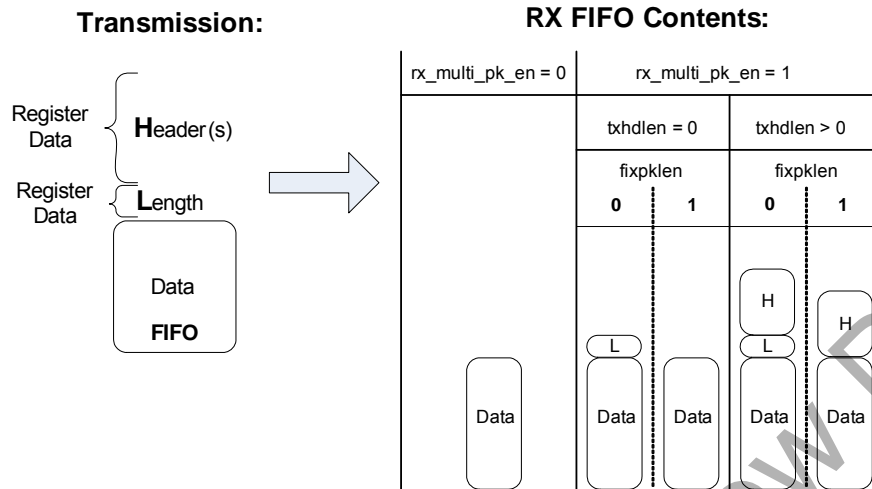 Transmission:
RX FIFO Contents:
Register
Data
Header(s)
Register
Data
Length
Data
FIFO
rx_multi_pk_en = 0
rx_multi_pk_en = 1
txhdlen = 0
txhdlen > 0
fixpklen
fixpklen
0
1
0
1
H
H
L
L
Data
Data
Data
Data
Data